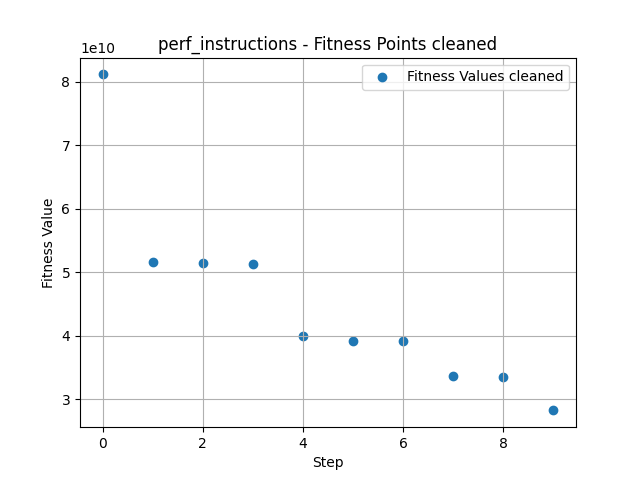 perf_instructions - Fitness Points cleaned
1e10
Fitness Values cleaned
8
7
6
5
4
3
Fitness Value
0 2 4 6 8
Step